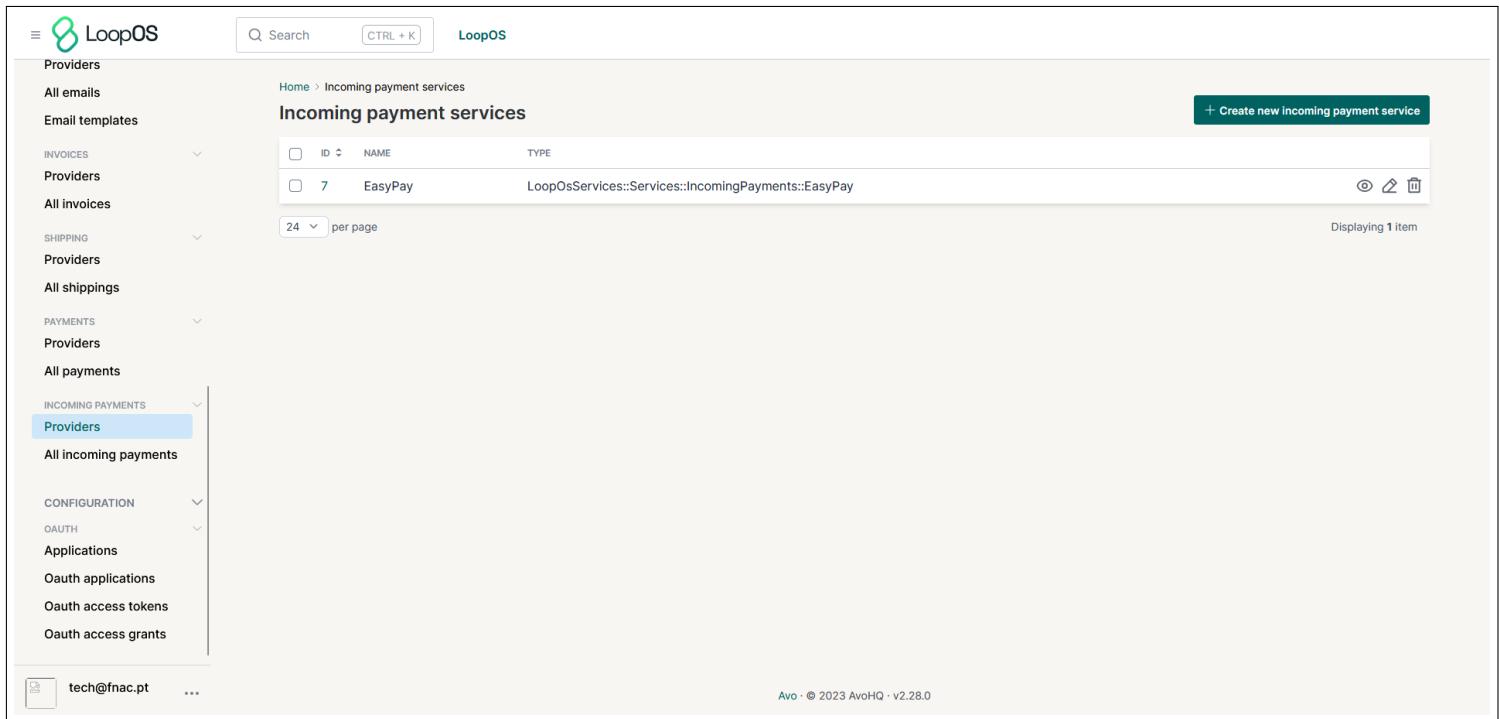 LoopOS
Search
CTRL + K
LoopOS
Providers
All emails
Email templates
INVOICES
Providers
All invoices
SHIPPING
Providers
All shippings
PAYMENTS
Providers
All payments
INCOMING PAYMENTS
Providers
All incoming payments
CONFIGURATION
OAUTH
Applications
Oauth applications
Oauth access tokens
Oauth access grants
tech@fnac.pt
Home > Incoming payment services
Incoming payment services
+ Create new incoming payment service
ID NAME TYPE
7 EasyPay LoopOsServices::Services::IncomingPayments::EasyPay
24 per page
Displaying 1 item
Avo · © 2023 AvoHQ · v2.28.0